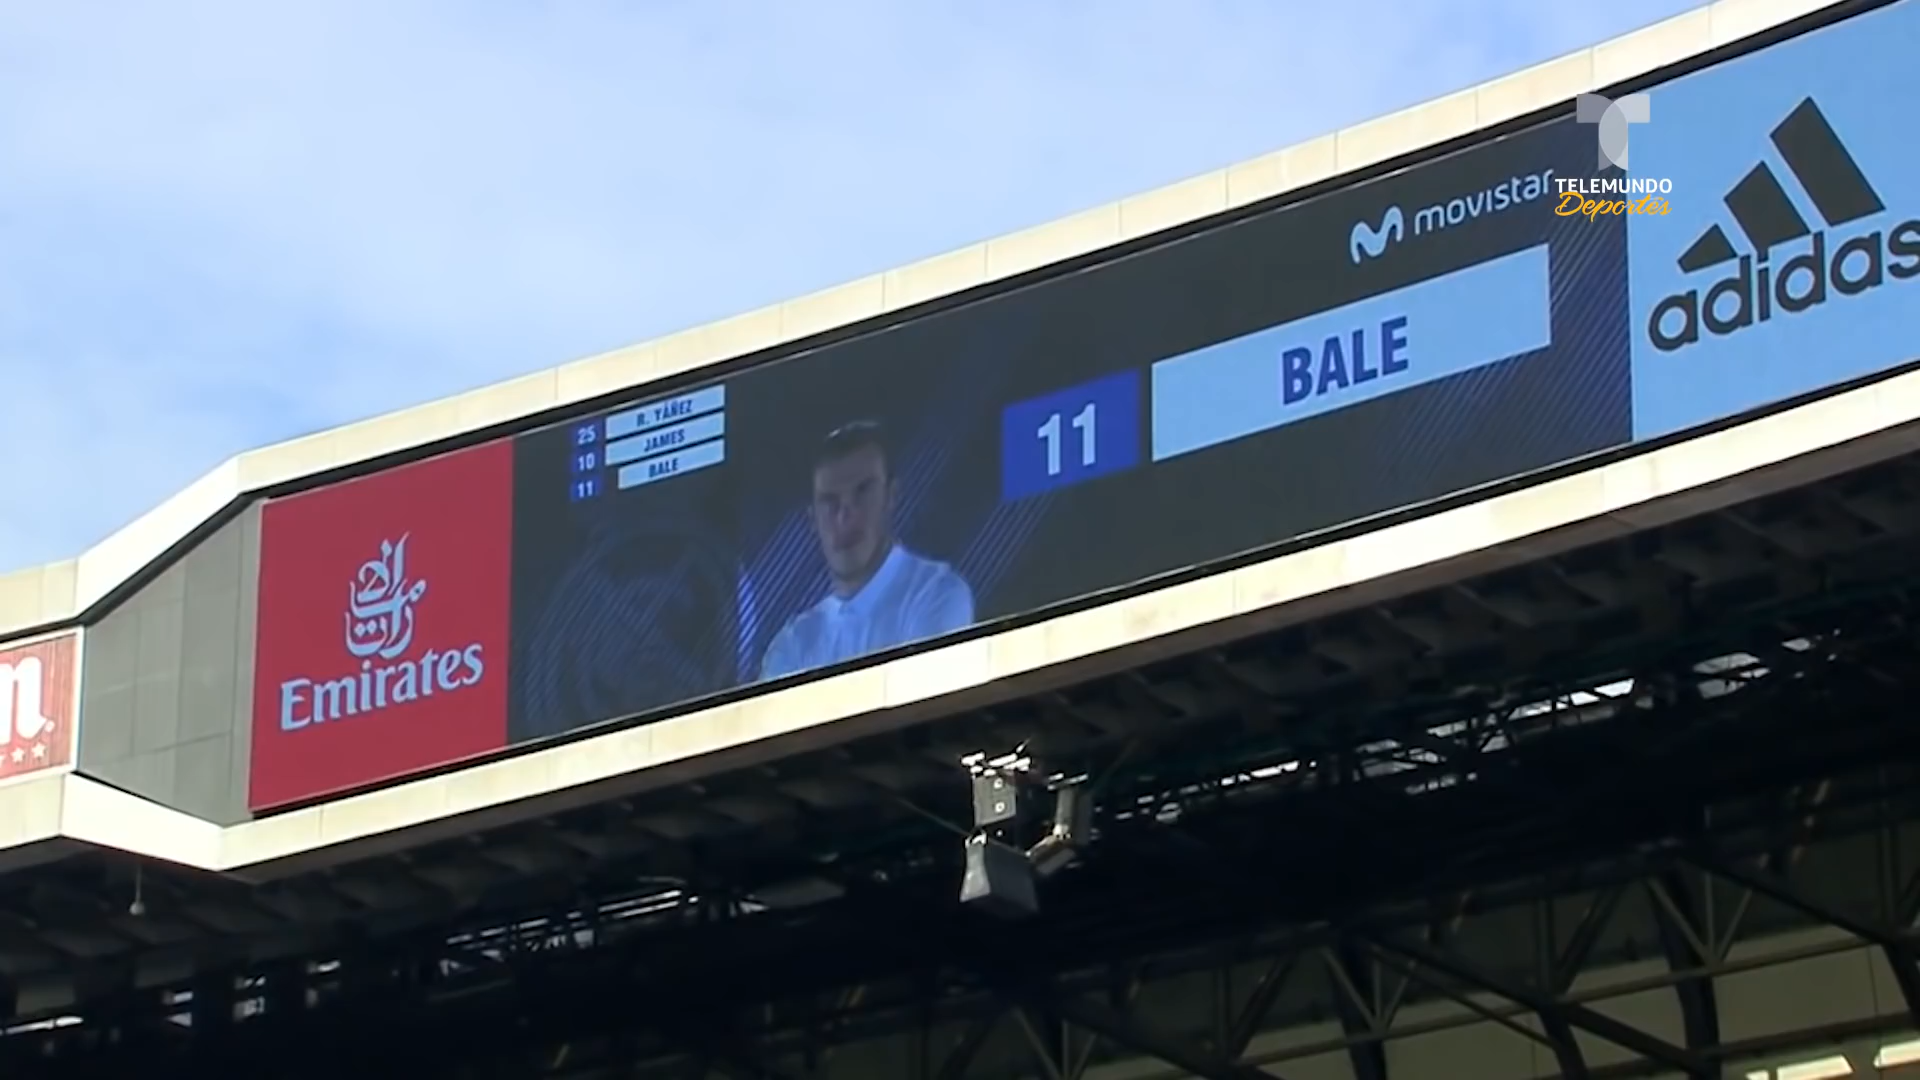 TELEMUNDO
Deportes
movistar
adidas
11 BALE
25 R. YÁÑEZ
10 JAMES
11 BALE
Emirates